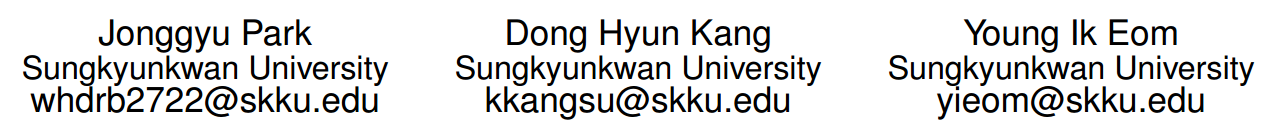 Jonggyu Park
Sungkyunkwan University
whdrb2722@skku.edu
Dong Hyun Kang
Sungkyunkwan University
kkangsu@skku.edu
Young Ik Eom
Sungkyunkwan University
yieom@skku.edu